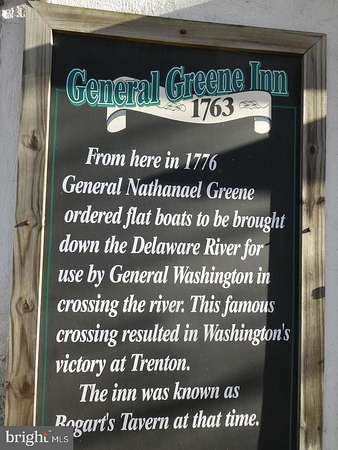 General Greene Inn
1763
From here in 1776
General Nathanael Greene
ordered flat boats to be brought
down the Delaware River for
use by General Washington in
crossing the river. This famous
crossing resulted in Washington's
victory at Trenton.
The inn was known as
Bogart's Tavern at that time.
bright MLS